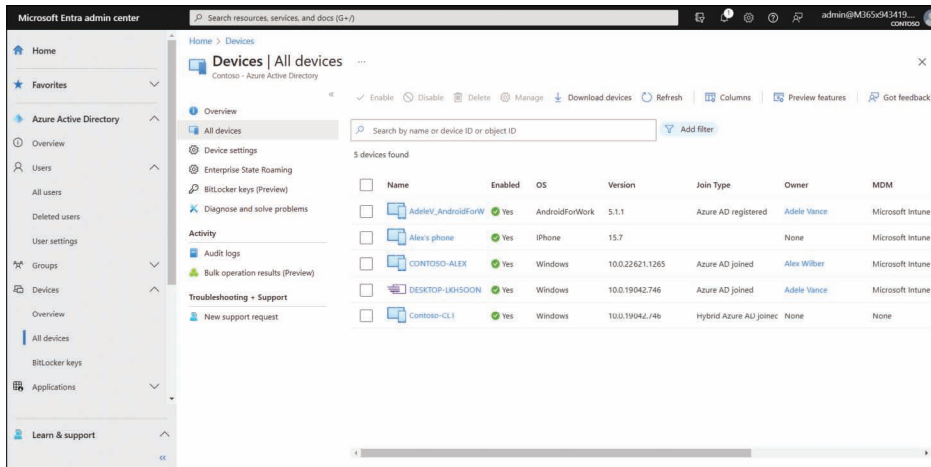 Microsoft Entra admin center
Search resources, services, and docs (G+/)
admin@M365x943419....
CONTOSO
Home
Favorites
Azure Active Directory
Overview
Users
All users
Deleted users
User settings
Groups
Devices
Overview
All devices
BitLocker keys
Applications
Learn & support
«
Home > Devices
Devices | All devices ...
Contoso - Azure Active Directory
«
Overview
All devices
Device settings
Enterprise State Roaming
BitLocker keys (Preview)
Diagnose and solve problems
Activity
Audit logs
Bulk operation results (Preview)
Troubleshooting + Support
New support request
Enable Disable Delete Manage Download devices Refresh Columns Preview features Got feedback
Search by name or device ID or object ID Add filter
5 devices found
Name Enabled OS Version Join Type Owner MDM
AdeleV_AndroidForW Yes AndroidForWork 5.1.1 Azure AD registered Adele Vance Microsoft Intune
Alex's phone Yes IPhone 15.7 None Microsoft Intune
CONTOSO-ALEX Yes Windows 10.0.22621.1265 Azure AD joined Alex Wilber Microsoft Intune
DESKTOP-LKH5OON Yes Windows 10.0.19042.746 Azure AD joined Adele Vance Microsoft Intune
Contoso-CL1 Yes Windows 10.0.19042.746 Hybrid Azure AD joined None None